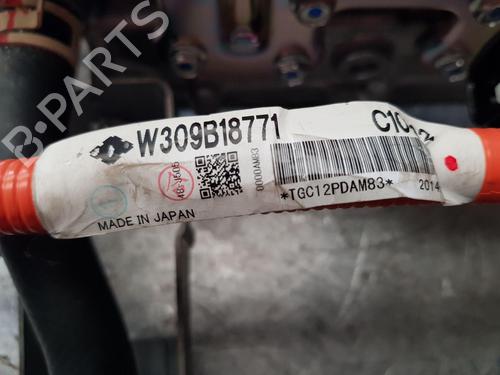 B-PARTS
W309B18771
0000AM83
*TGC12PDAM83*
2014
MADE IN JAPAN